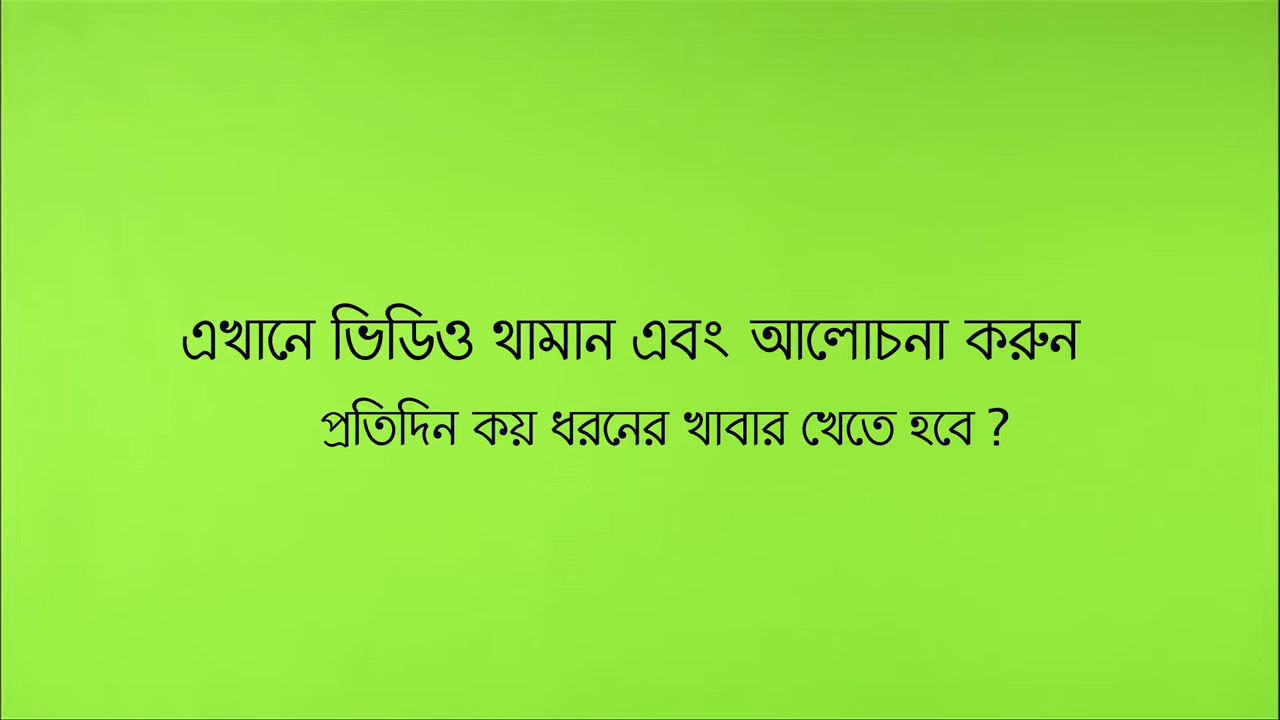 এখানে ভিডিও থামান এবং আলোচনা করুন
প্রতিদিন কয় ধরনের খাবার খেতে হবে ?